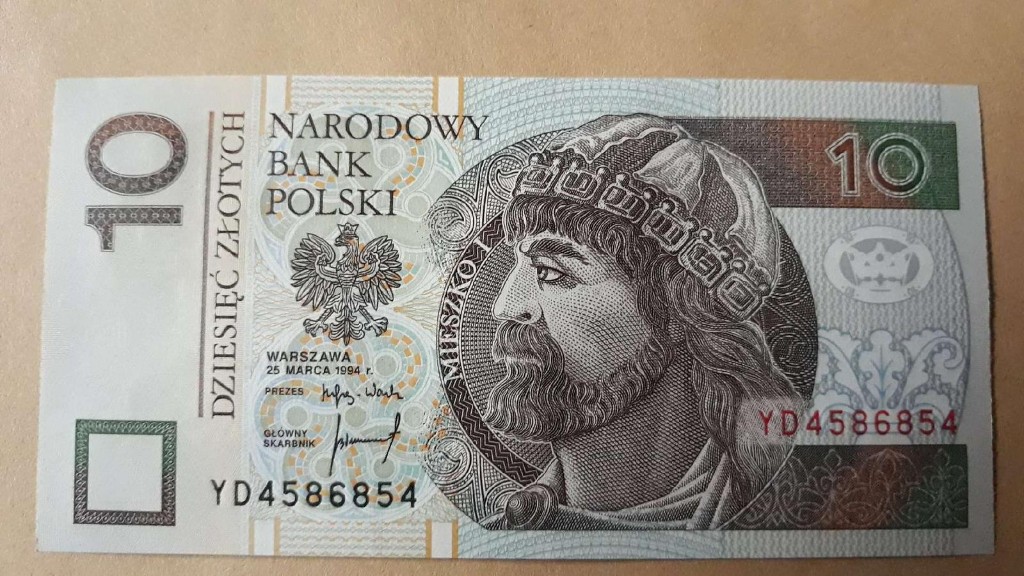 10
DZIESIĘĆ ZŁOTYCH
NARODOWY
BANK
POLSKI
WARSZAWA
25 MARCA 1994 r.
PREZES
GŁÓWNY
SKARBNIK
YD4586854
MIESZKO I
10
YD4586854